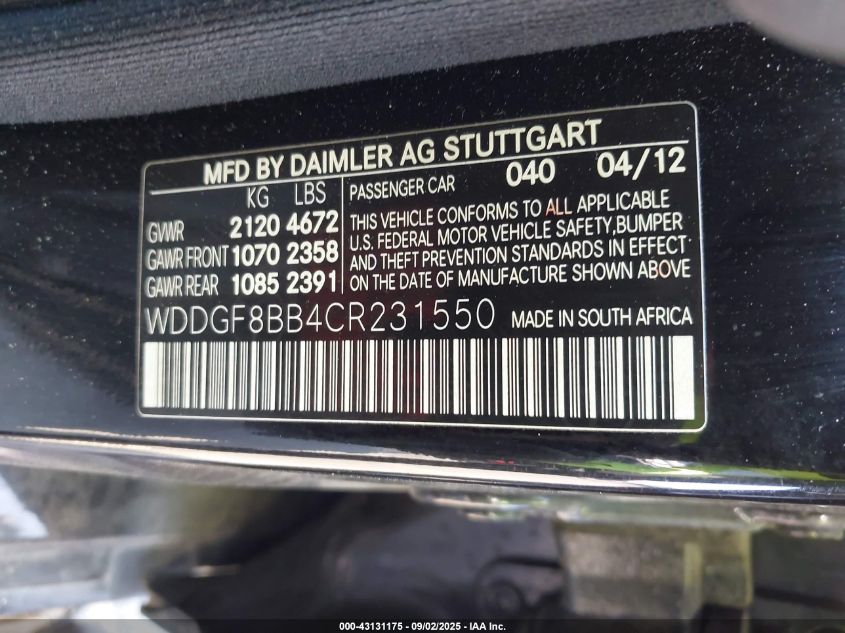 MFD BY DAIMLER AG STUTTGART
KG LBS
GVWR 2120 4672
GAWR FRONT 1070 2358
GAWR REAR 1085 2391
PASSENGER CAR 040 04/12
THIS VEHICLE CONFORMS TO ALL APPLICABLE
U.S. FEDERAL MOTOR VEHICLE SAFETY,BUMPER
AND THEFT PREVENTION STANDARDS IN EFFECT
ON THE DATE OF MANUFACTURE SHOWN ABOVE
WDDGF8BB4CR231550 MADE IN SOUTH AFRICA
000-43131175 - 09/02/2025 - IAA Inc.